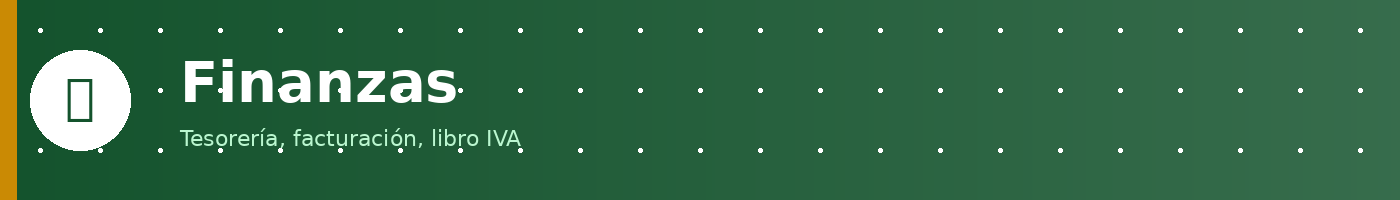 Finanzas
Tesorería, facturación, libro IVA